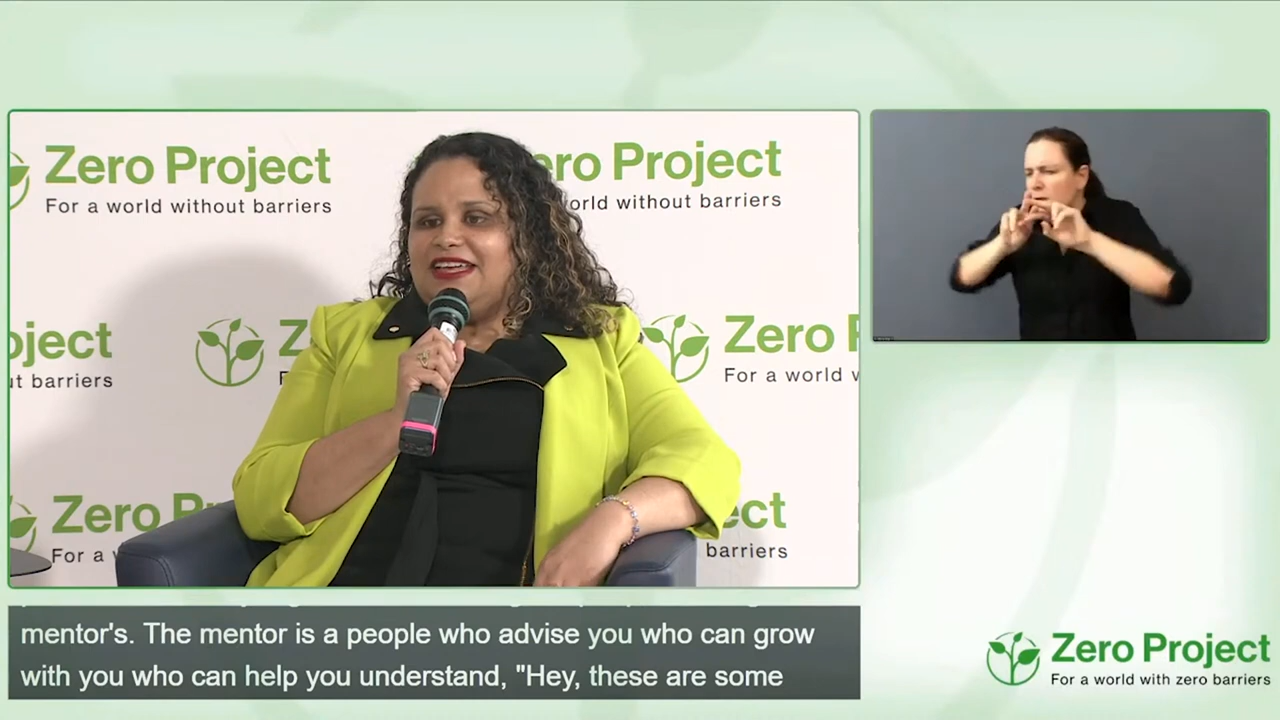 Zero Project
For a world without barriers
ero Project
orld without barriers
oject
ut barriers
Z
F
Zero P
For a world w
Zero P
For a w
ect
barriers
mentor's. The mentor is a people who advise you who can grow
with you who can help you understand, "Hey, these are some
Zero Project
For a world with zero barriers